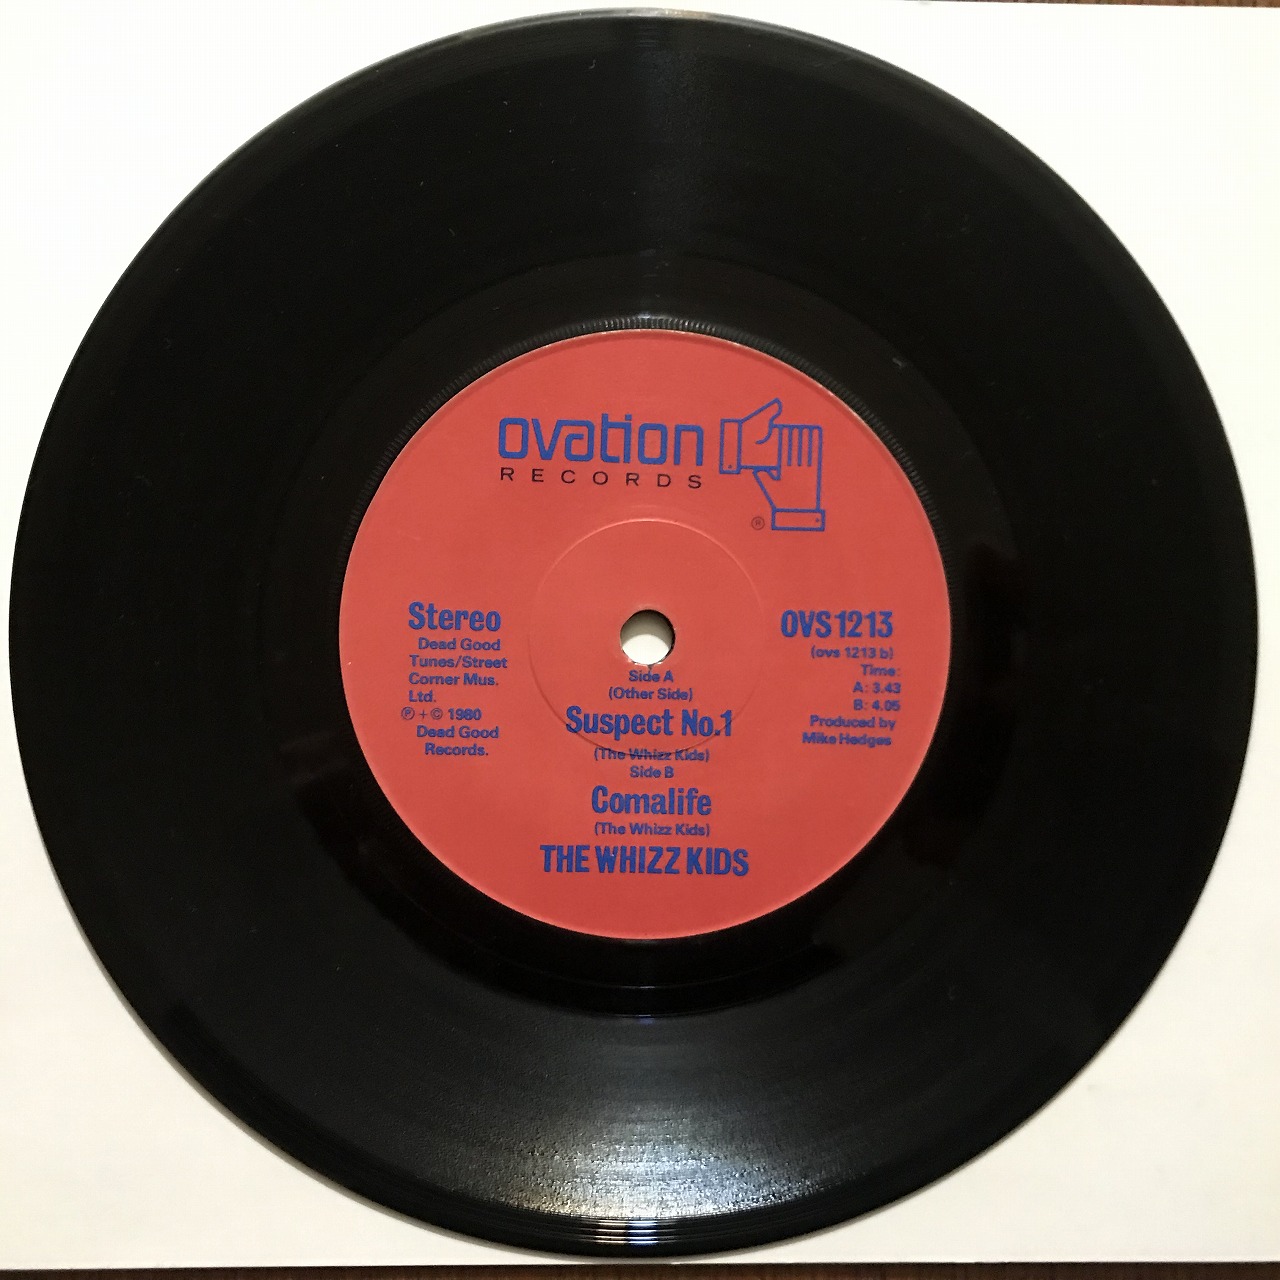 ovation
RECORDS
®
Stereo
Dead Good
Tunes/Street
Corner Mus.
Ltd.
℗ + © 1980
Dead Good
Records.
OVS 1213
(ovs 1213 b)
Time:
A: 3.43
B: 4.05
Produced by
Mike Hedges
Side A
(Other Side)
Suspect No.1
(The Whizz Kids)
Side B
Comalife
(The Whizz Kids)
THE WHIZZ KIDS